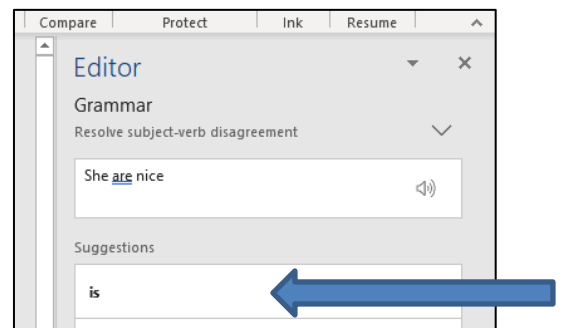 Compare Protect Ink Resume
Editor
Grammar
Resolve subject-verb disagreement
She are nice
Suggestions
is